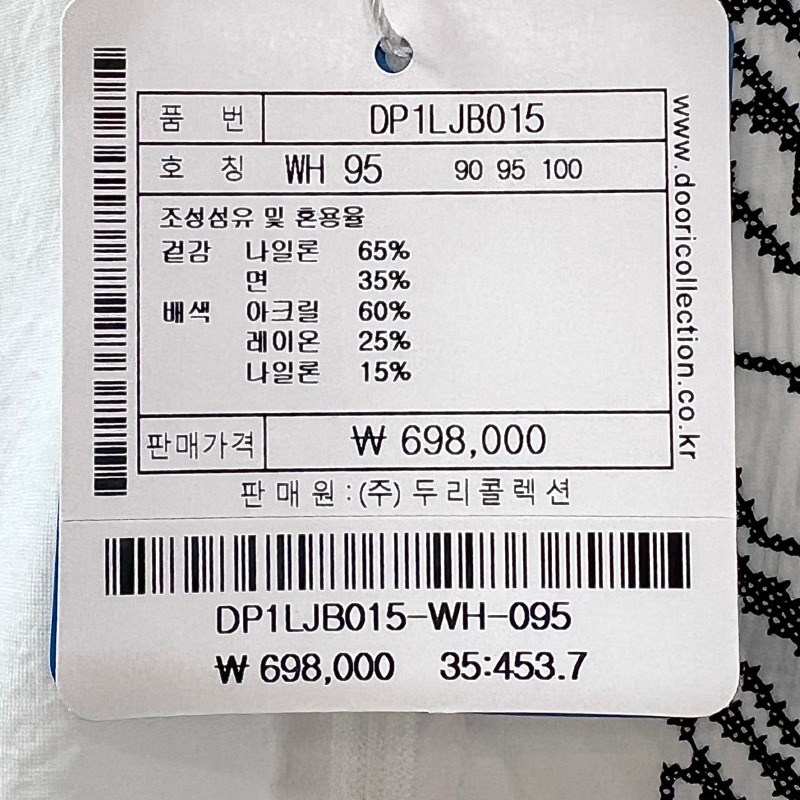 품 번 DP1LJB015
호 칭 WH 95 90 95 100
조성섬유 및 혼용율
겉감 나일론 65%
면 35%
배색 아크릴 60%
레이온 25%
나일론 15%
판매가격 ₩ 698,000
판매원:(주)두리콜렉션
www.dooricollection.co.kr
DP1LJB015-WH-095
₩ 698,000 35:453.7